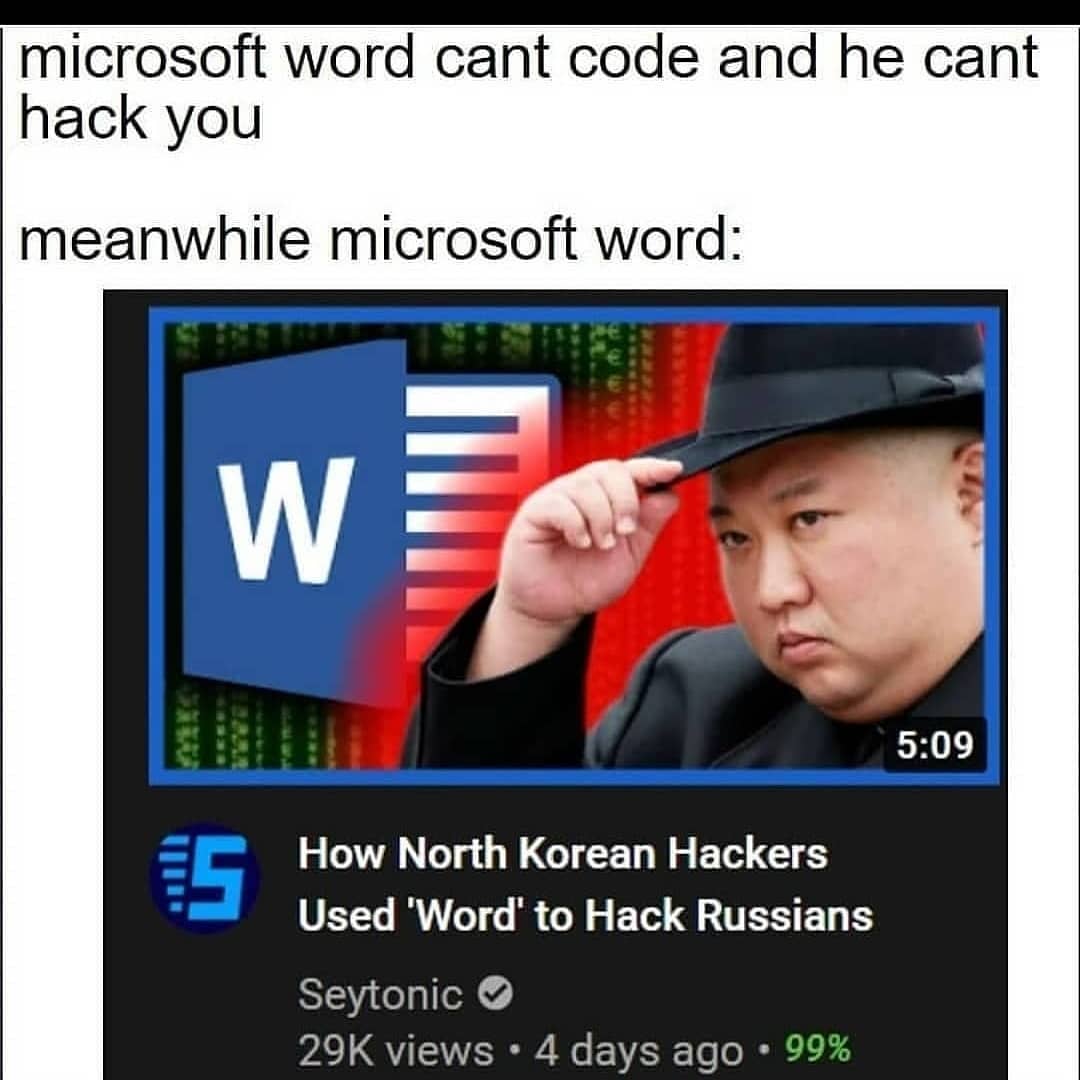 microsoft word cant code and he cant
hack you
meanwhile microsoft word:
W
5:09
How North Korean Hackers
Used 'Word' to Hack Russians
Seytonic
29K views • 4 days ago • 99%